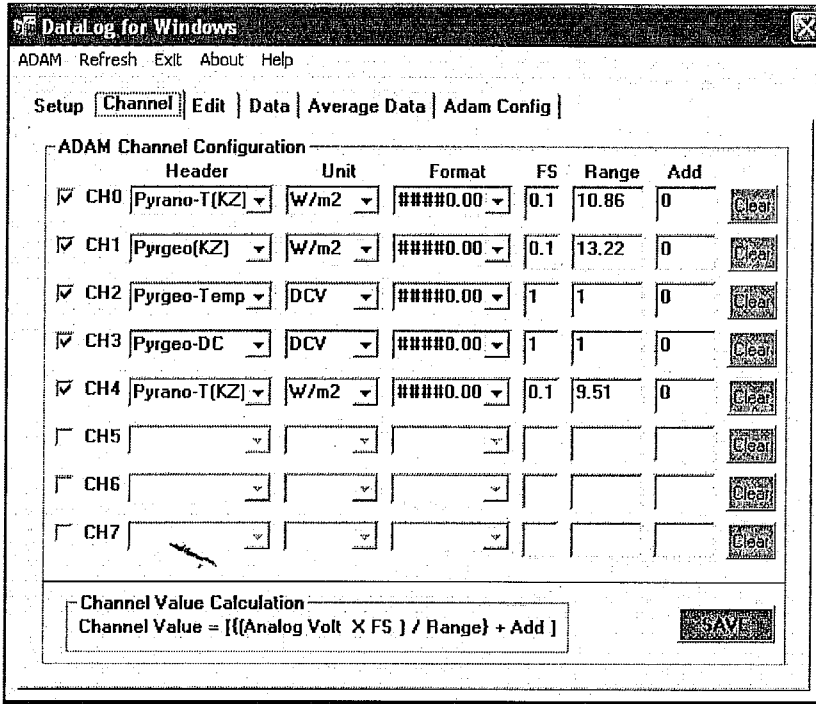 DataLog for Windows
ADAM Refresh Exit About Help
Setup Channel Edit Data Average Data Adam Config
ADAM Channel Configuration
Header Unit Format FS Range Add
CH0 Pyrano-T(KZ) W/m2 ####0.00 0.1 10.86 0 Clear
CH1 Pyrgeo(KZ) W/m2 ####0.00 0.1 13.22 0 Clear
CH2 Pyrgeo-Temp DCV ####0.00 1 1 0 Clear
CH3 Pyrgeo-DC DCV ####0.00 1 1 0 Clear
CH4 Pyrano-T(KZ) W/m2 ####0.00 0.1 9.51 0 Clear
CH5 Clear
CH6 Clear
CH7 Clear
Channel Value Calculation
Channel Value = [{(Analog Volt X FS ) / Range} + Add ]
SAVE